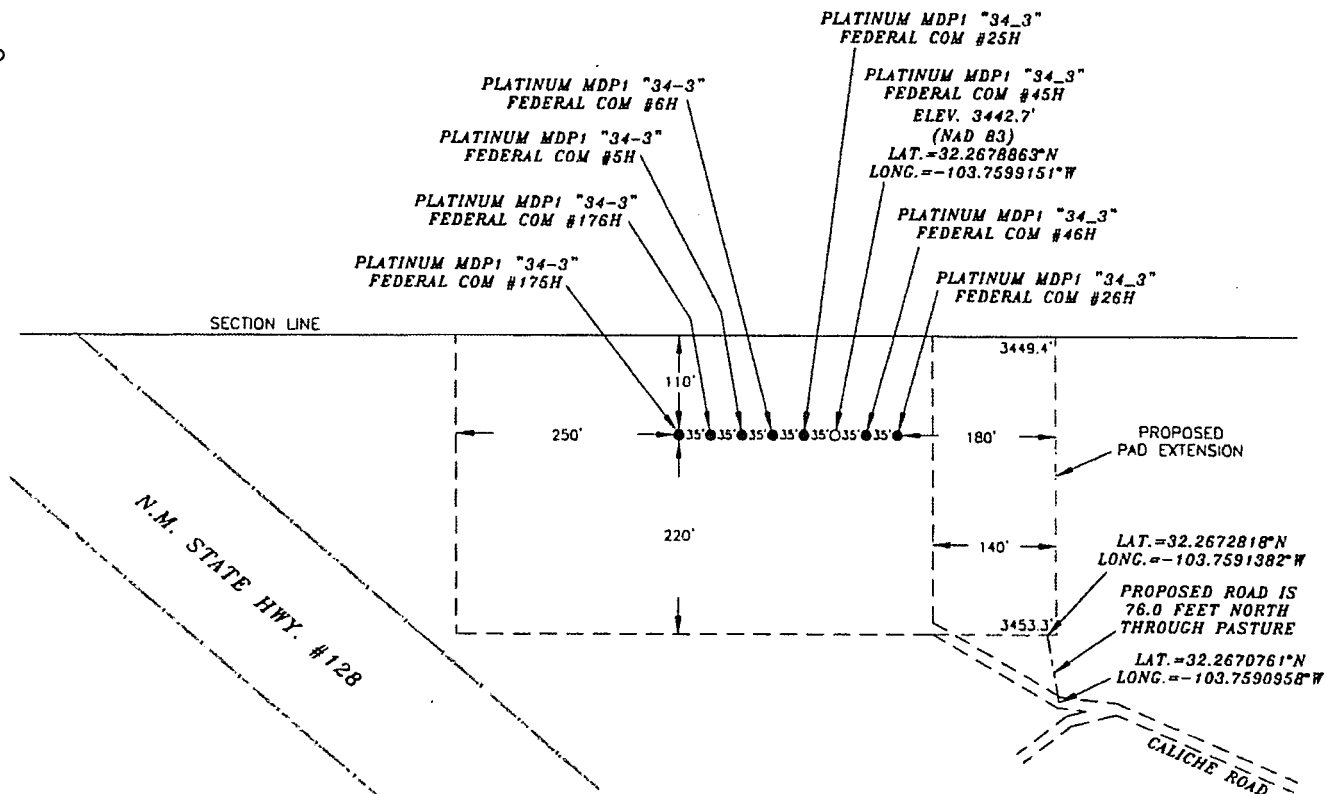 PLATINUM MDP1 "34_3"
FEDERAL COM #25H
PLATINUM MDP1 "34-3"
FEDERAL COM #6H
PLATINUM MDP1 "34_3"
FEDERAL COM #45H
ELEV. 3442.7'
(NAD 83)
LAT.=32.2678863°N
LONG.=-103.7599151°W
PLATINUM MDP1 "34-3"
FEDERAL COM #5H
PLATINUM MDP1 "34-3"
FEDERAL COM #176H
PLATINUM MDP1 "34_3"
FEDERAL COM #46H
PLATINUM MDP1 "34-3"
FEDERAL COM #175H
PLATINUM MDP1 "34_3"
FEDERAL COM #26H
SECTION LINE
3449.4'
110'
250'
35' 35' 35' 35' 35' 35' 35'
180'
PROPOSED
PAD EXTENSION
220'
140'
N.M. STATE HWY. #128
LAT.=32.2672818°N
LONG.=-103.7591382°W
PROPOSED ROAD IS
76.0 FEET NORTH
THROUGH PASTURE
3453.3'
LAT.=32.2670761°N
LONG.=-103.7590958°W
CALICHE ROAD